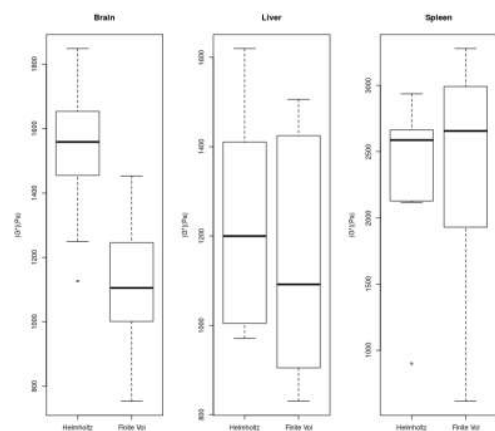 Brain
Liver
Spleen
|G*|(Pa)
800
1000
1200
1400
1600
1800
Helmholtz
Finite Vol
|G*|(Pa)
800
1000
1200
1400
1600
Helmholtz
Finite Vol
|G*|(Pa)
1000
1500
2000
2500
3000
Helmholtz
Finite Vol